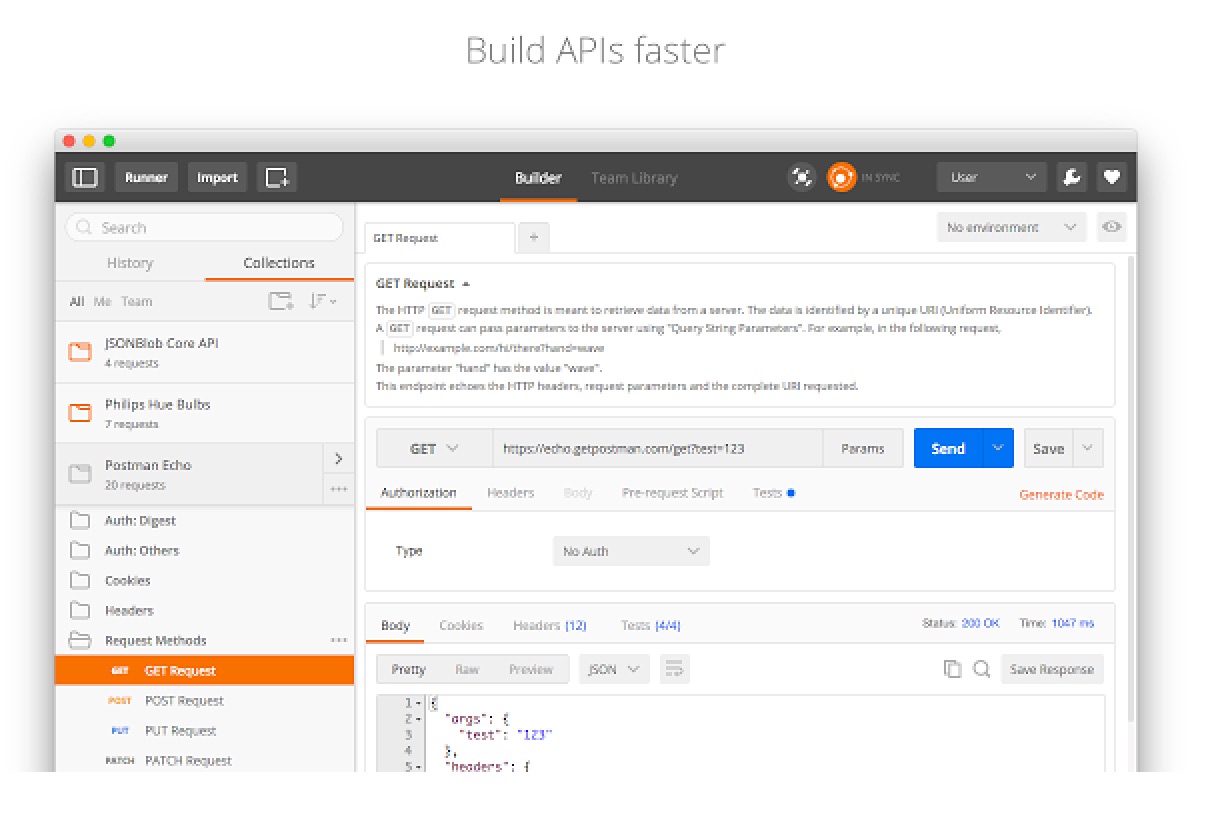 Build APIs faster
Runner Import Builder Team Library IN SYNC User
Search
History Collections
All Me Team
JSONBlob Core API
4 requests
Philips Hue Bulbs
7 requests
Postman Echo
20 requests
Auth: Digest
Auth: Others
Cookies
Headers
Request Methods
GET GET Request
POST POST Request
PUT PUT Request
PATCH PATCH Request
GET Request + No environment
GET Request
The HTTP GET request method is meant to retrieve data from a server. The data is identified by a unique URI (Uniform Resource Identifier).
A GET request can pass parameters to the server using "Query String Parameters". For example, in the following request,
http://example.com/hi/there?hand=wave
The parameter "hand" has the value "wave".
This endpoint echoes the HTTP headers, request parameters and the complete URI requested.
GET https://echo.getpostman.com/get?test=123 Params Send Save
Authorization Headers Body Pre-request Script Tests Generate Code
Type No Auth
Body Cookies Headers (12) Tests (4/4) Status: 200 OK Time: 1047 ms
Pretty Raw Preview JSON Save Response
1 {
2 "args": {
3 "test": "123"
4 },
5 "headers": {